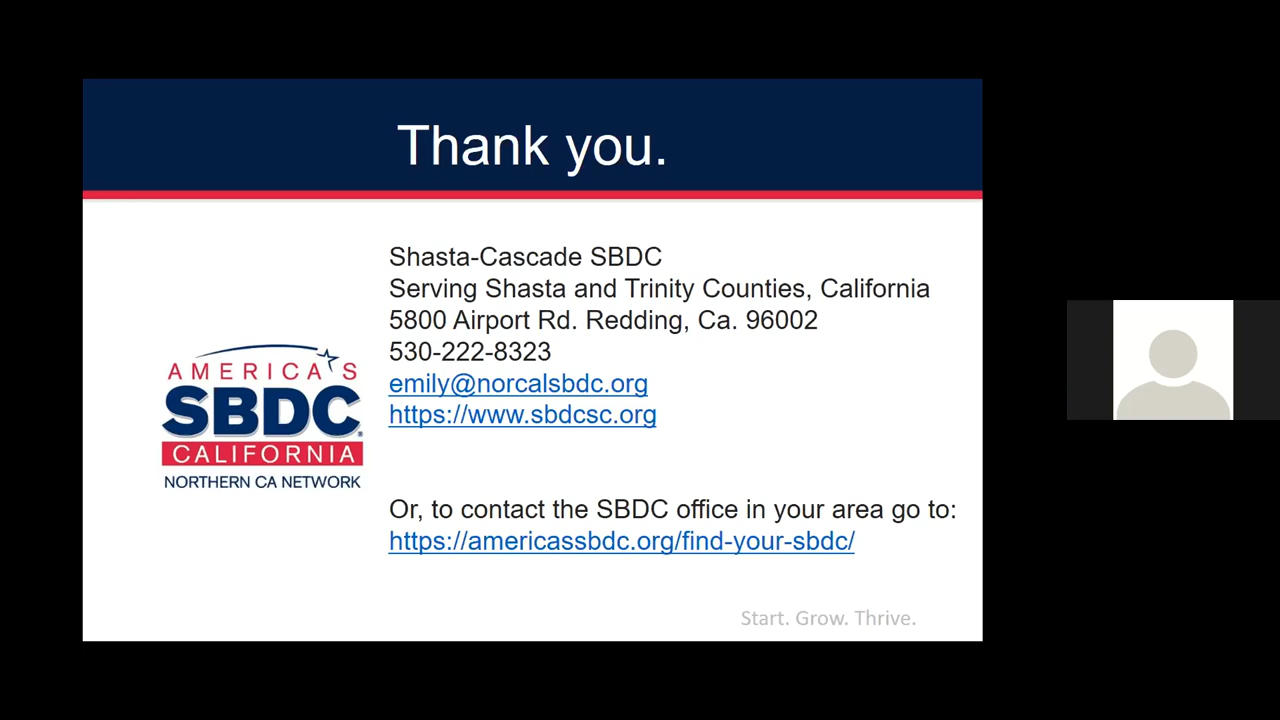 Thank you.
Shasta-Cascade SBDC
Serving Shasta and Trinity Counties, California
5800 Airport Rd. Redding, Ca. 96002
530-222-8323
emily@norcalsbdc.org
https://www.sbdcsc.org
AMERICA'S
SBDC
CALIFORNIA
NORTHERN CA NETWORK
Or, to contact the SBDC office in your area go to:
https://americassbdc.org/find-your-sbdc/
Start. Grow. Thrive.